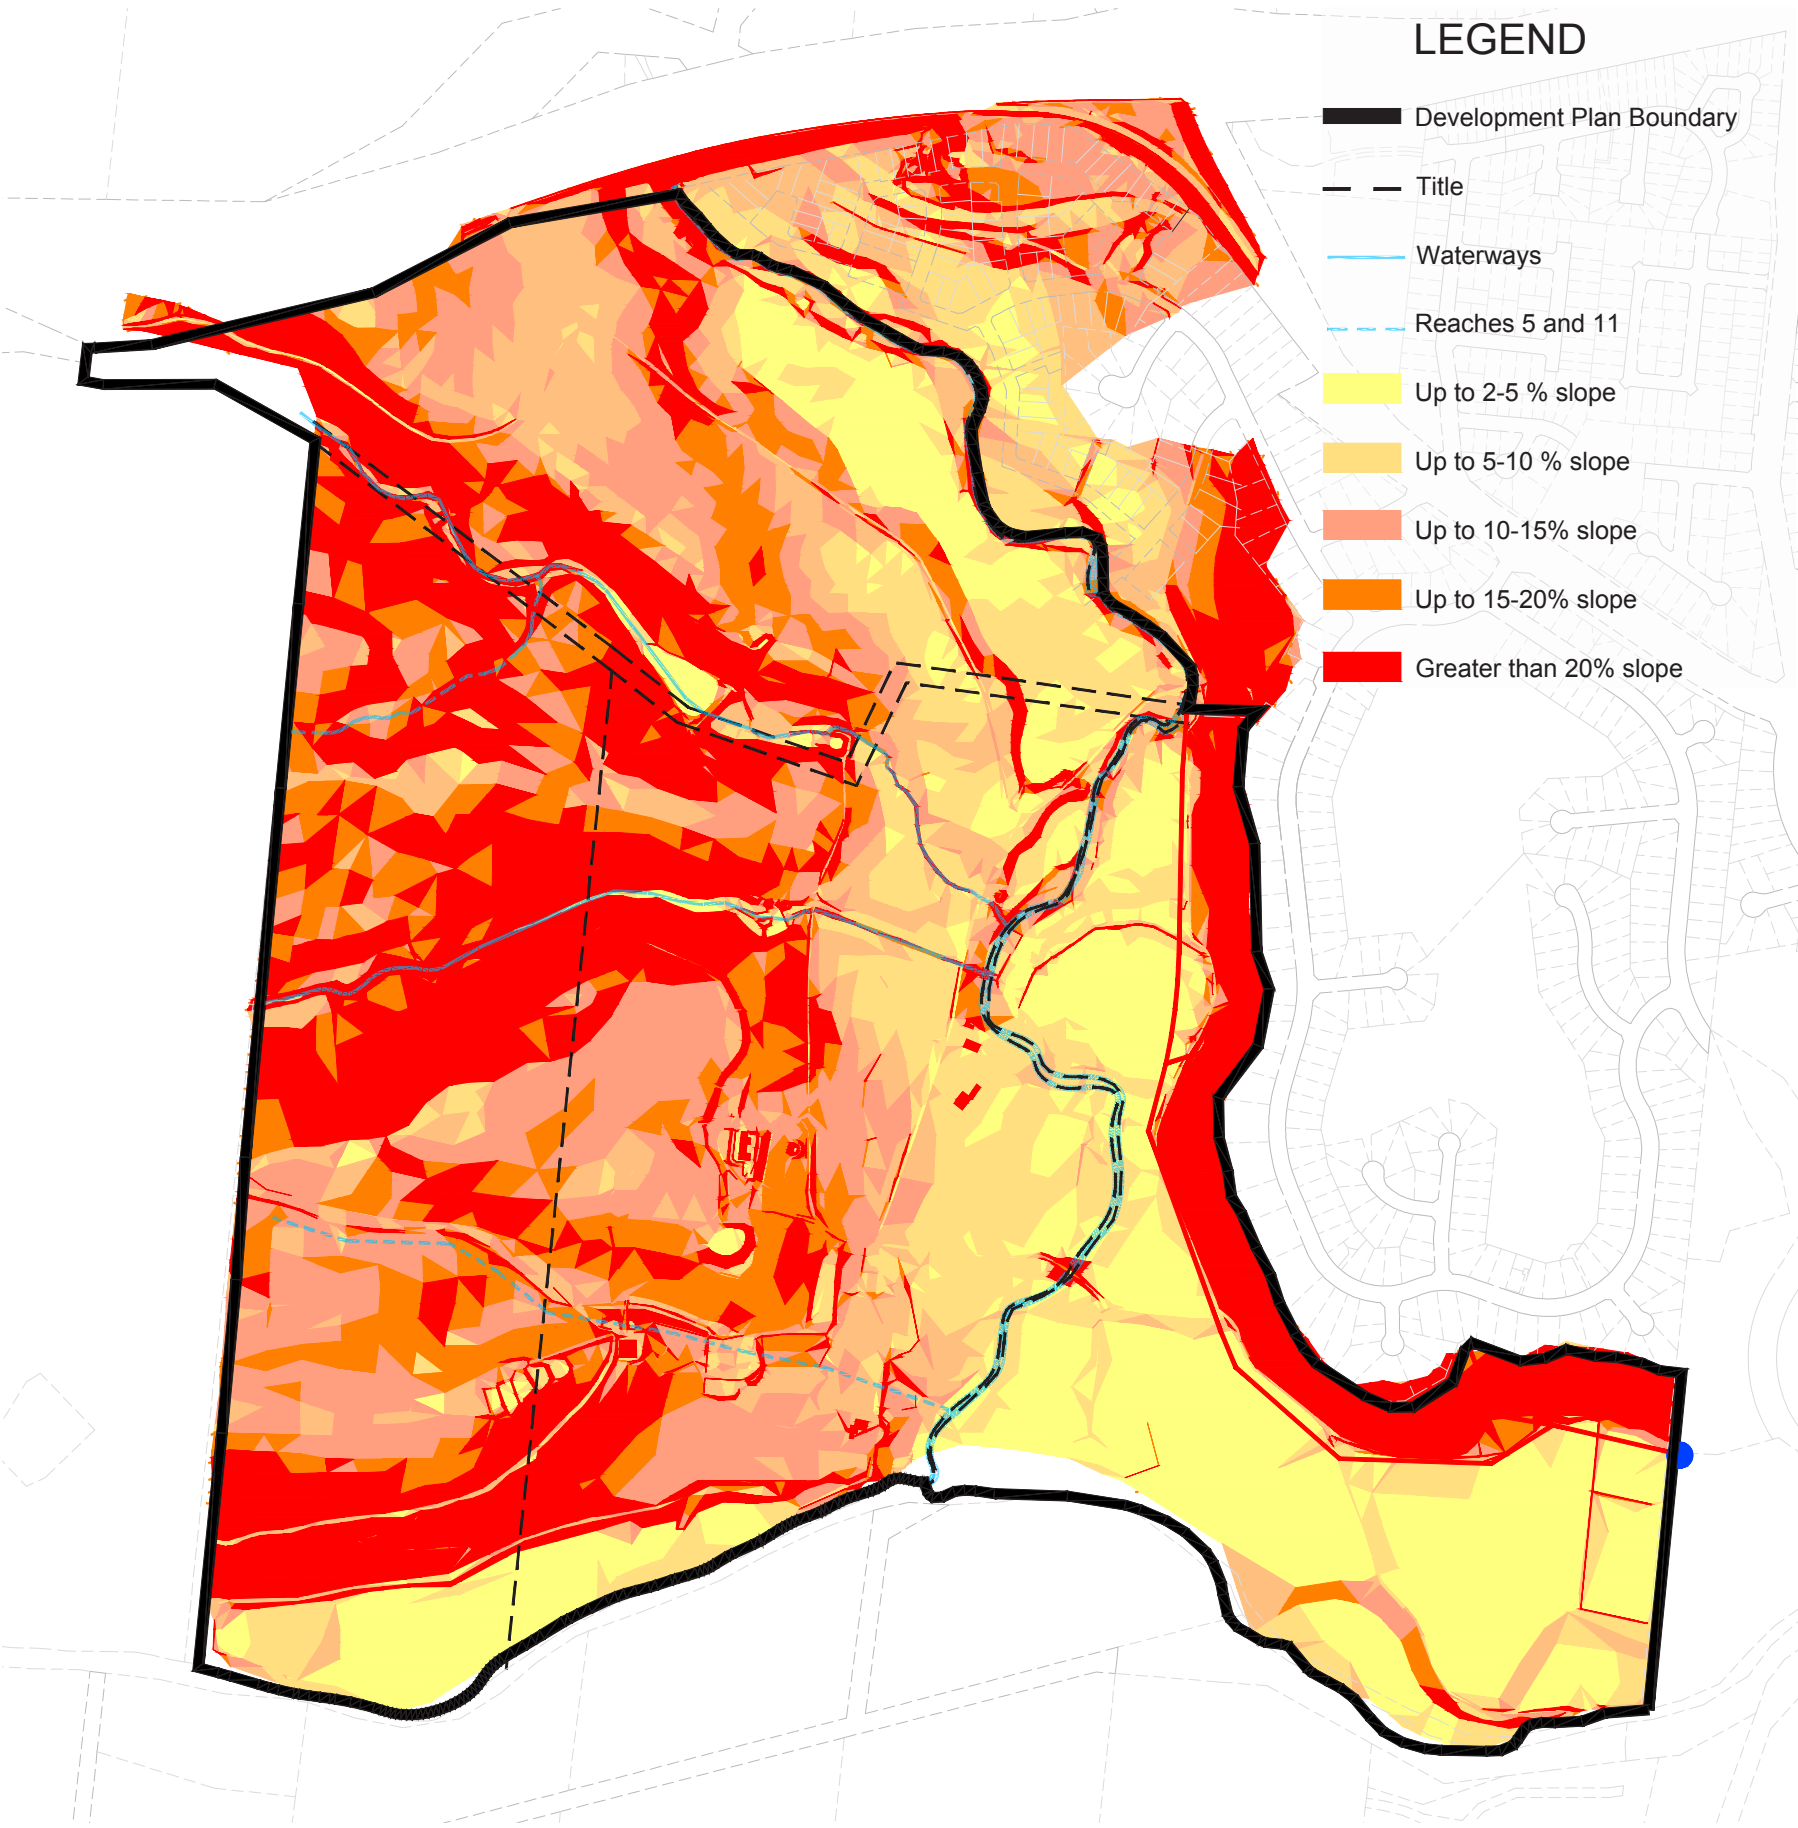 LEGEND
Development Plan Boundary
Title
Waterways
Reaches 5 and 11
Up to 2-5 % slope
Up to 5-10 % slope
Up to 10-15% slope
Up to 15-20% slope
Greater than 20% slope